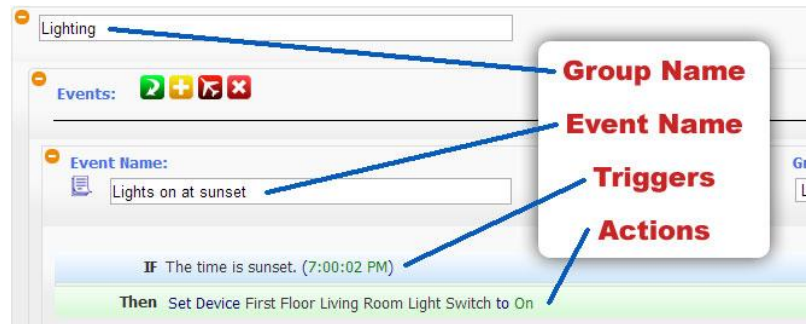 Lighting
Group Name
Events:
Event Name
Event Name:
Lights on at sunset
Triggers
Actions
IF The time is sunset. (7:00:02 PM)
Then Set Device First Floor Living Room Light Switch to On